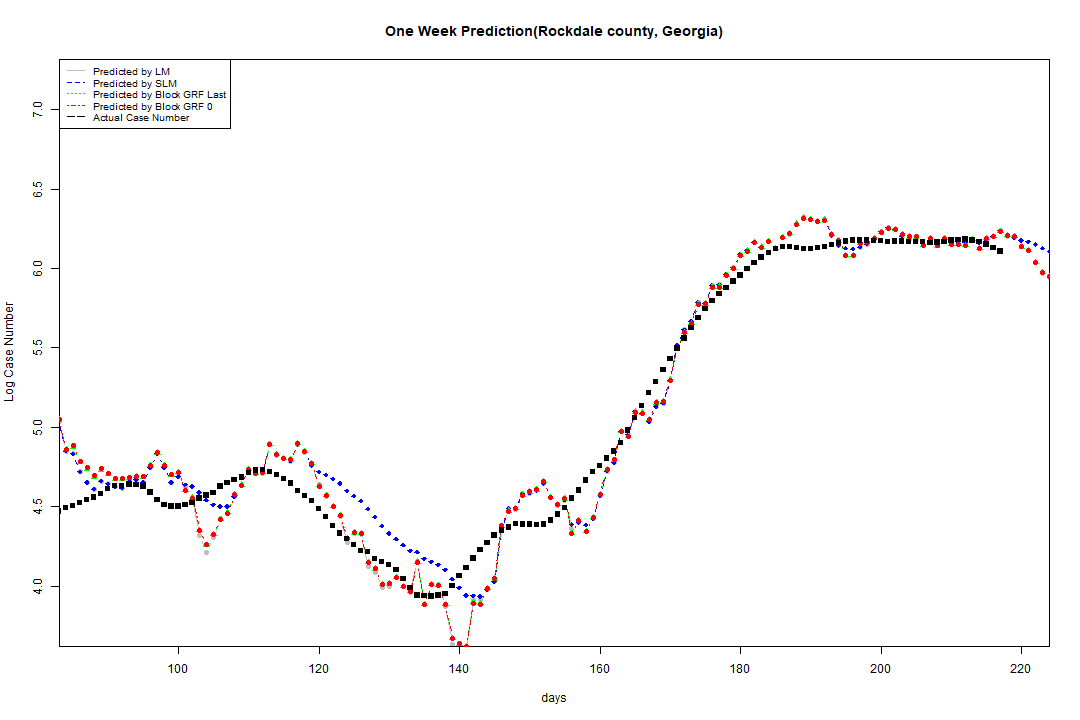 One Week Prediction(Rockdale county, Georgia)
Predicted by LM
Predicted by SLM
Predicted by Block GRF Last
Predicted by Block GRF 0
Actual Case Number
7.0
6.5
6.0
5.5
5.0
4.5
4.0
Log Case Number
100 120 140 160 180 200 220
days